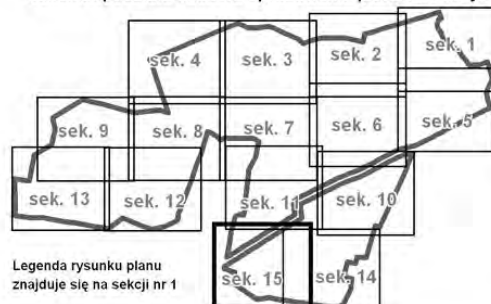 sek. 1
sek. 2
sek. 3
sek. 4
sek. 5
sek. 6
sek. 7
sek. 8
sek. 9
sek. 10
sek. 11
sek. 12
sek. 13
sek. 14
sek. 15
Legenda rysunku planu
znajduje się na sekcji nr 1